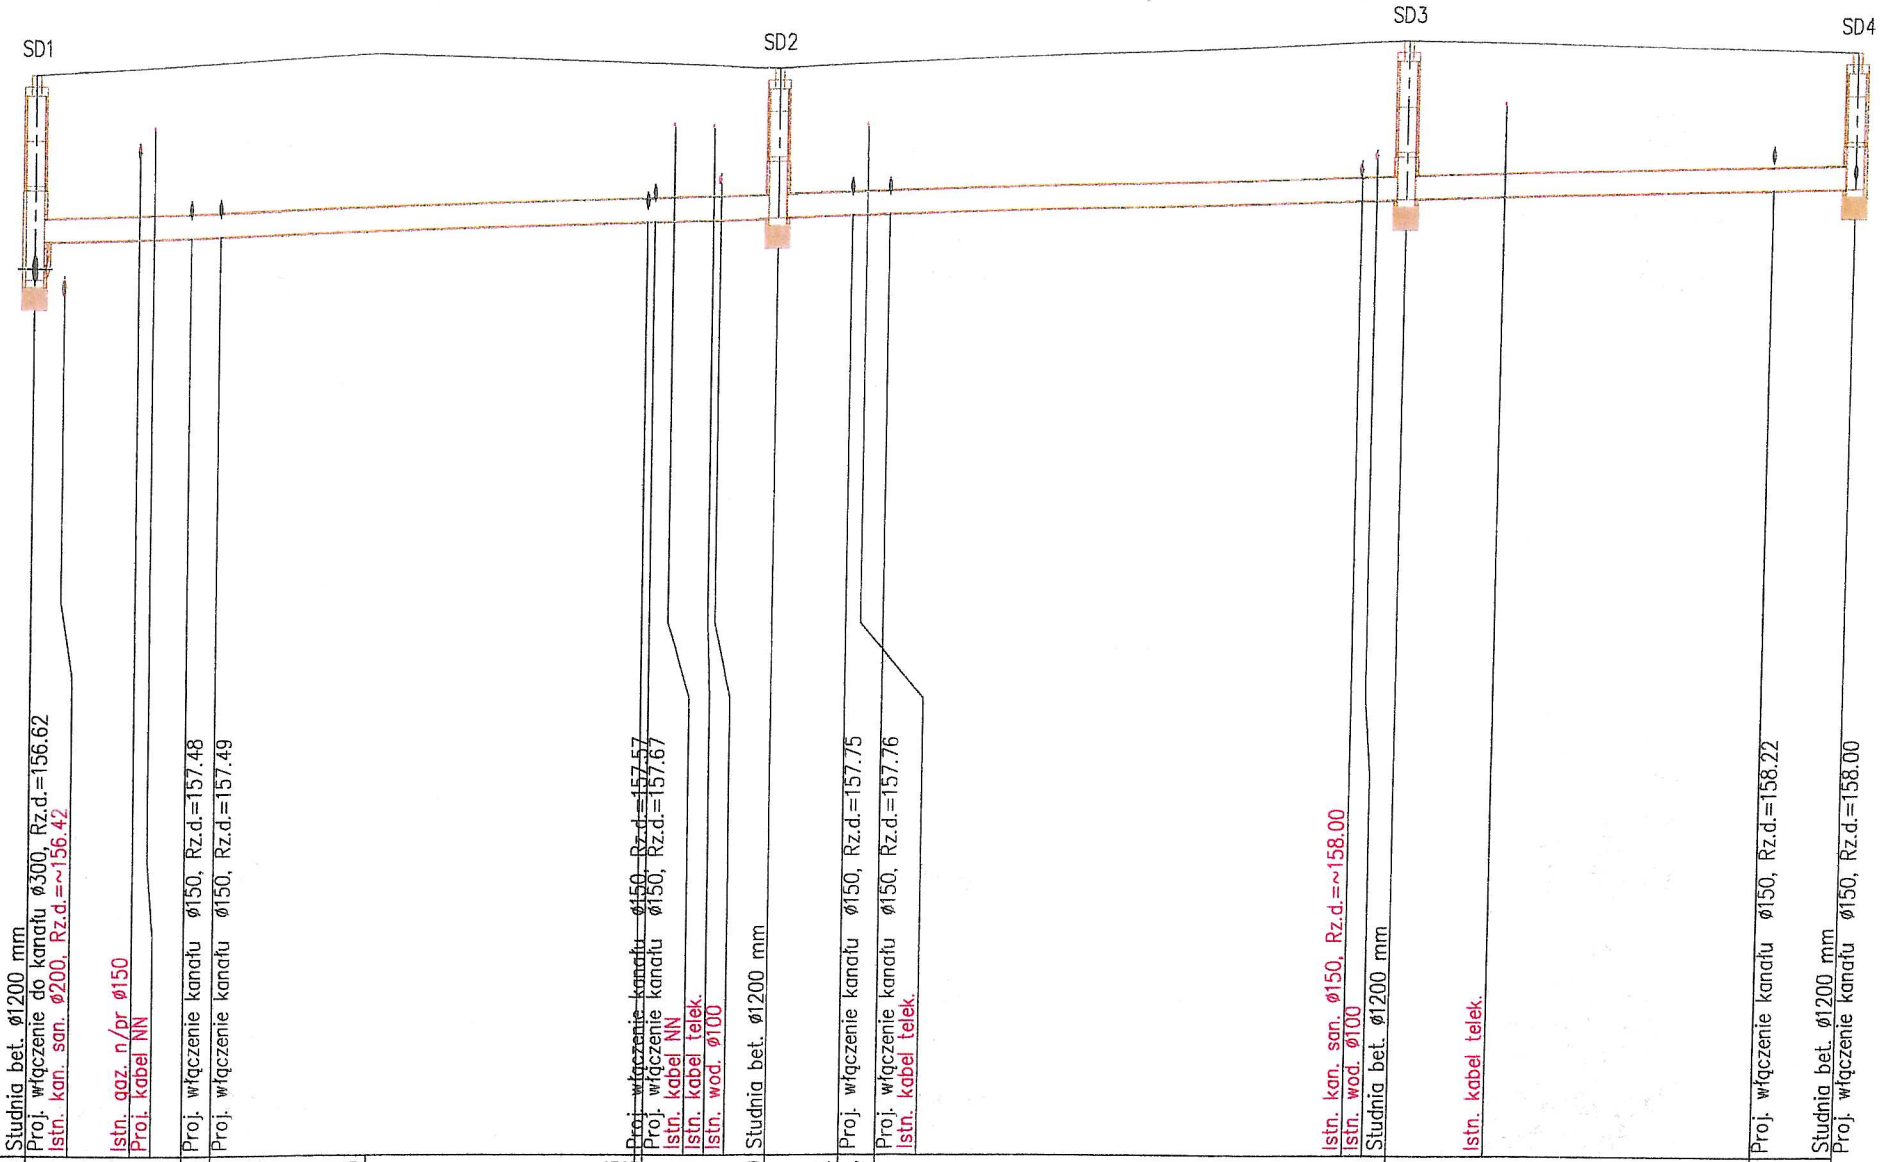 SD1
SD2
SD3
SD4
Studnia bet. ø1200 mm
Proj. włączenie do kanału ø300, Rz.d.=156.62
Istn. kan. san. ø200, Rz.d.=~156.42
Istn. gaz. n/pr ø150
Proj. kabel NN
Proj. włączenie kanału ø150, Rz.d.=157.48
Proj. włączenie kanału ø150, Rz.d.=157.49
Proj. włączenie kanału ø150, Rz.d.=157.57
Proj. włączenie kanału ø150, Rz.d.=157.67
Istn. kabel NN
Istn. kabel telek.
Istn. wod. ø100
Studnia bet. ø1200 mm
Proj. włączenie kanału ø150, Rz.d.=157.75
Proj. włączenie kanału ø150, Rz.d.=157.76
Istn. kabel telek.
Istn. kan. san. ø150, Rz.d.=~158.00
Istn. wod. ø100
Studnia bet. ø1200 mm
Istn. kabel telek.
Proj. włączenie kanału ø150, Rz.d.=158.22
Studnia bet. ø1200 mm
Proj. włączenie kanału ø150, Rz.d.=158.00